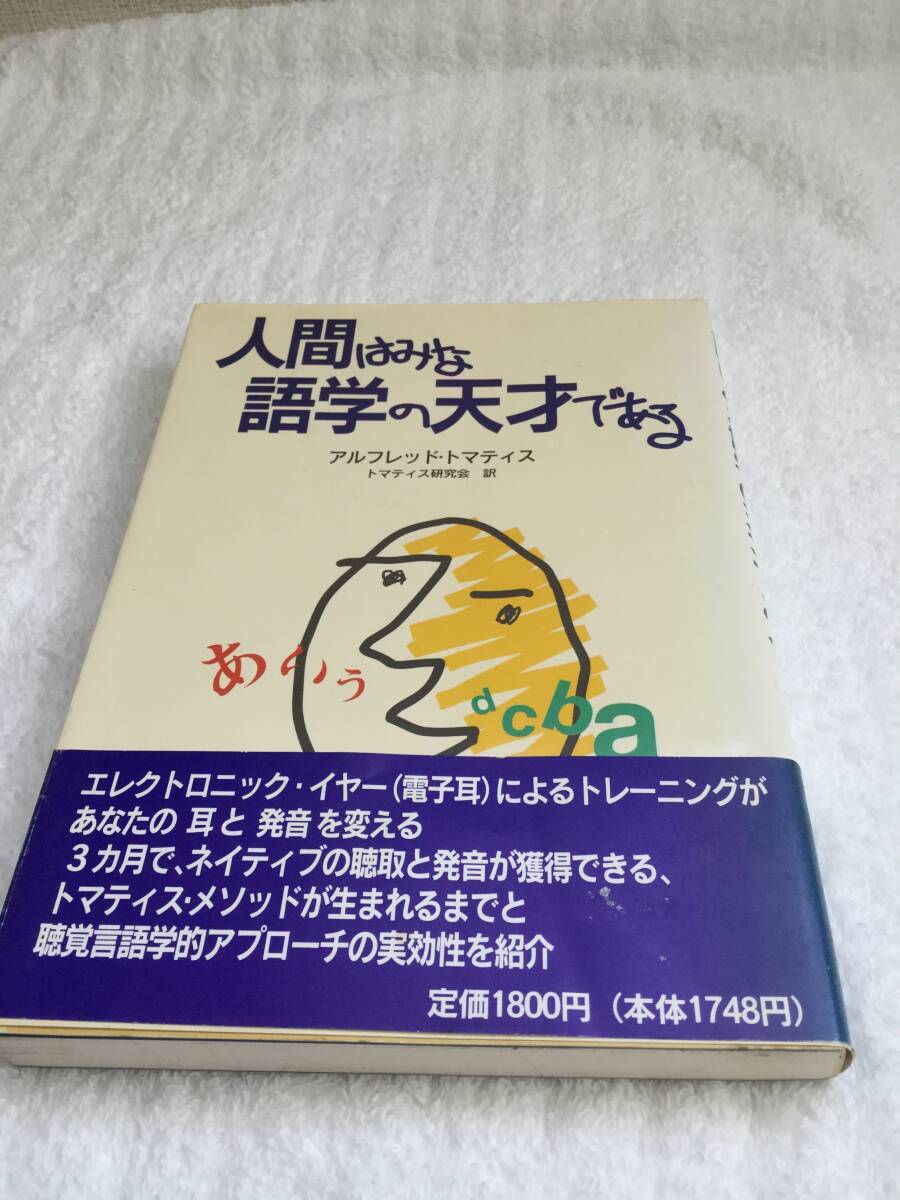 人間はみな
語学の天才である
アルフレッド・トマティス
トマティス研究会 訳
あいう
dcba
エレクトロニック・イヤー(電子耳)によるトレーニングが
あなたの 耳と 発音を変える
3カ月で、ネイティブの聴取と発音が獲得できる、
トマティス・メソッドが生まれるまでと
聴覚言語学的アプローチの実効性を紹介
定価1800円(本体1748円)